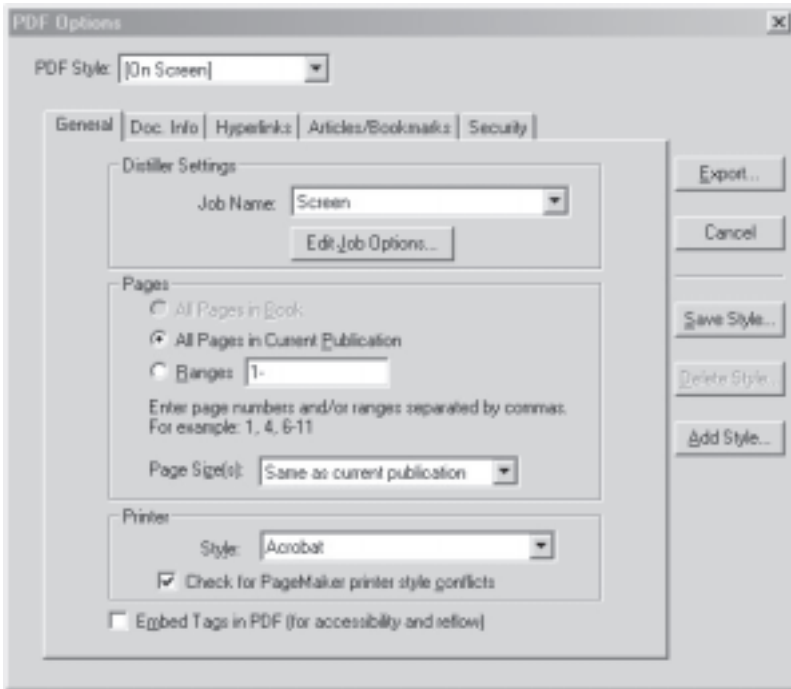 PDF Options
PDF Style: [On Screen]
General Doc. Info Hyperlinks Articles/Bookmarks Security
Distiller Settings
Job Name: Screen
Edit Job Options...
Pages
All Pages in Book
All Pages in Current Publication
Ranges 1-
Enter page numbers and/or ranges separated by commas.
For example: 1, 4, 6-11
Page Size(s): Same as current publication
Printer
Style: Acrobat
Check for PageMaker printer style conflicts
Embed Tags in PDF (for accessibility and reflow)
Export...
Cancel
Save Style...
Delete Style...
Add Style...